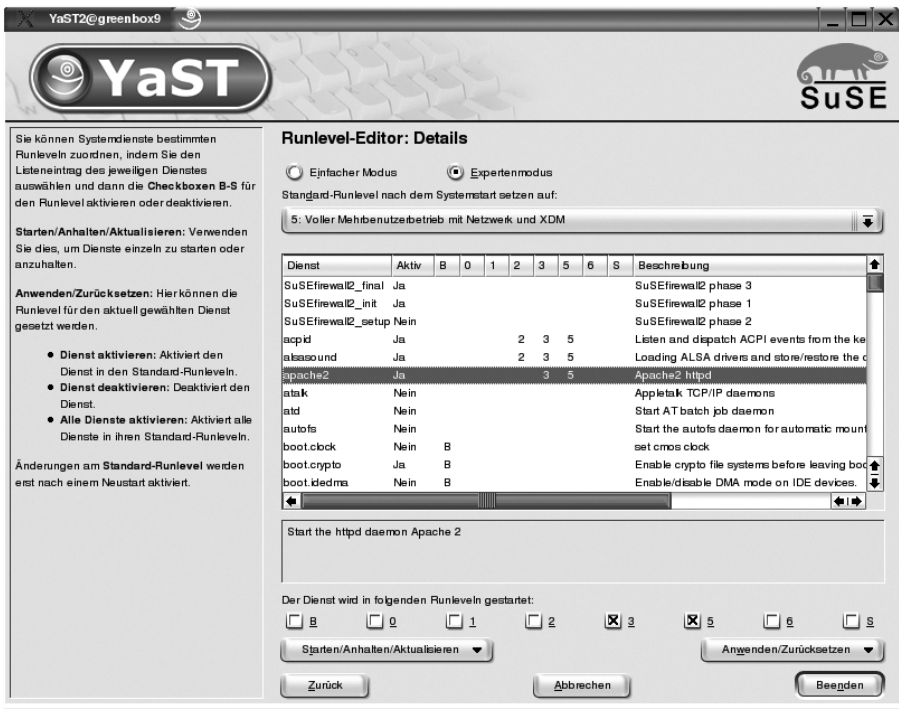 YaST2@greenbox9
YaST
SuSE
Sie können Systemdienste bestimmten
Runleveln zuordnen, indem Sie den
Listeneintrag des jeweiligen Dienstes
auswählen und dann die Checkboxen B-S für
den Runlevel aktivieren oder deaktivieren.
Starten/Anhalten/Aktualisieren: Verwenden
Sie dies, um Dienste einzeln zu starten oder
anzuhalten.
Anwenden/Zurücksetzen: Hier können die
Runlevel für den aktuell gewählten Dienst
gesetzt werden.
● Dienst aktivieren: Aktiviert den
Dienst in den Standard-Runleveln.
● Dienst deaktivieren: Deaktiviert den
Dienst.
● Alle Dienste aktivieren: Aktiviert alle
Dienste in ihren Standard-Runleveln.
Änderungen am Standard-Runlevel werden
erst nach einem Neustart aktiviert.
Runlevel-Editor: Details
Einfacher Modus Expertenmodus
Standard-Runlevel nach dem Systemstart setzen auf:
5: Voller Mehrbenutzerbetrieb mit Netzwerk und XDM
Dienst Aktiv B 0 1 2 3 5 6 S Beschreibung
SuSEfirewall2_final Ja SuSEfirewall2 phase 3
SuSEfirewall2_init Ja SuSEfirewall2 phase 1
SuSEfirewall2_setup Nein SuSEfirewall2 phase 2
acpid Ja 2 3 5 Listen and dispatch ACPI events from the ke
alsasound Ja 2 3 5 Loading ALSA drivers and store/restore the c
apache2 Ja 3 5 Apache2 httpd
atalk Nein Appletalk TCP/IP daemons
atd Nein Start AT batch job daemon
autofs Nein Start the autofs daemon for automatic mount
boot.clock Nein B set cmos clock
boot.crypto Ja B Enable crypto file systems before leaving boo
boot.idedma Nein B Enable/disable DMA mode on IDE devices.
Start the httpd daemon Apache 2
Der Dienst wird in folgenden Runleveln gestartet:
B 0 1 2 3 5 6 S
Starten/Anhalten/Aktualisieren Anwenden/Zurücksetzen
Zurück Abbrechen Beenden